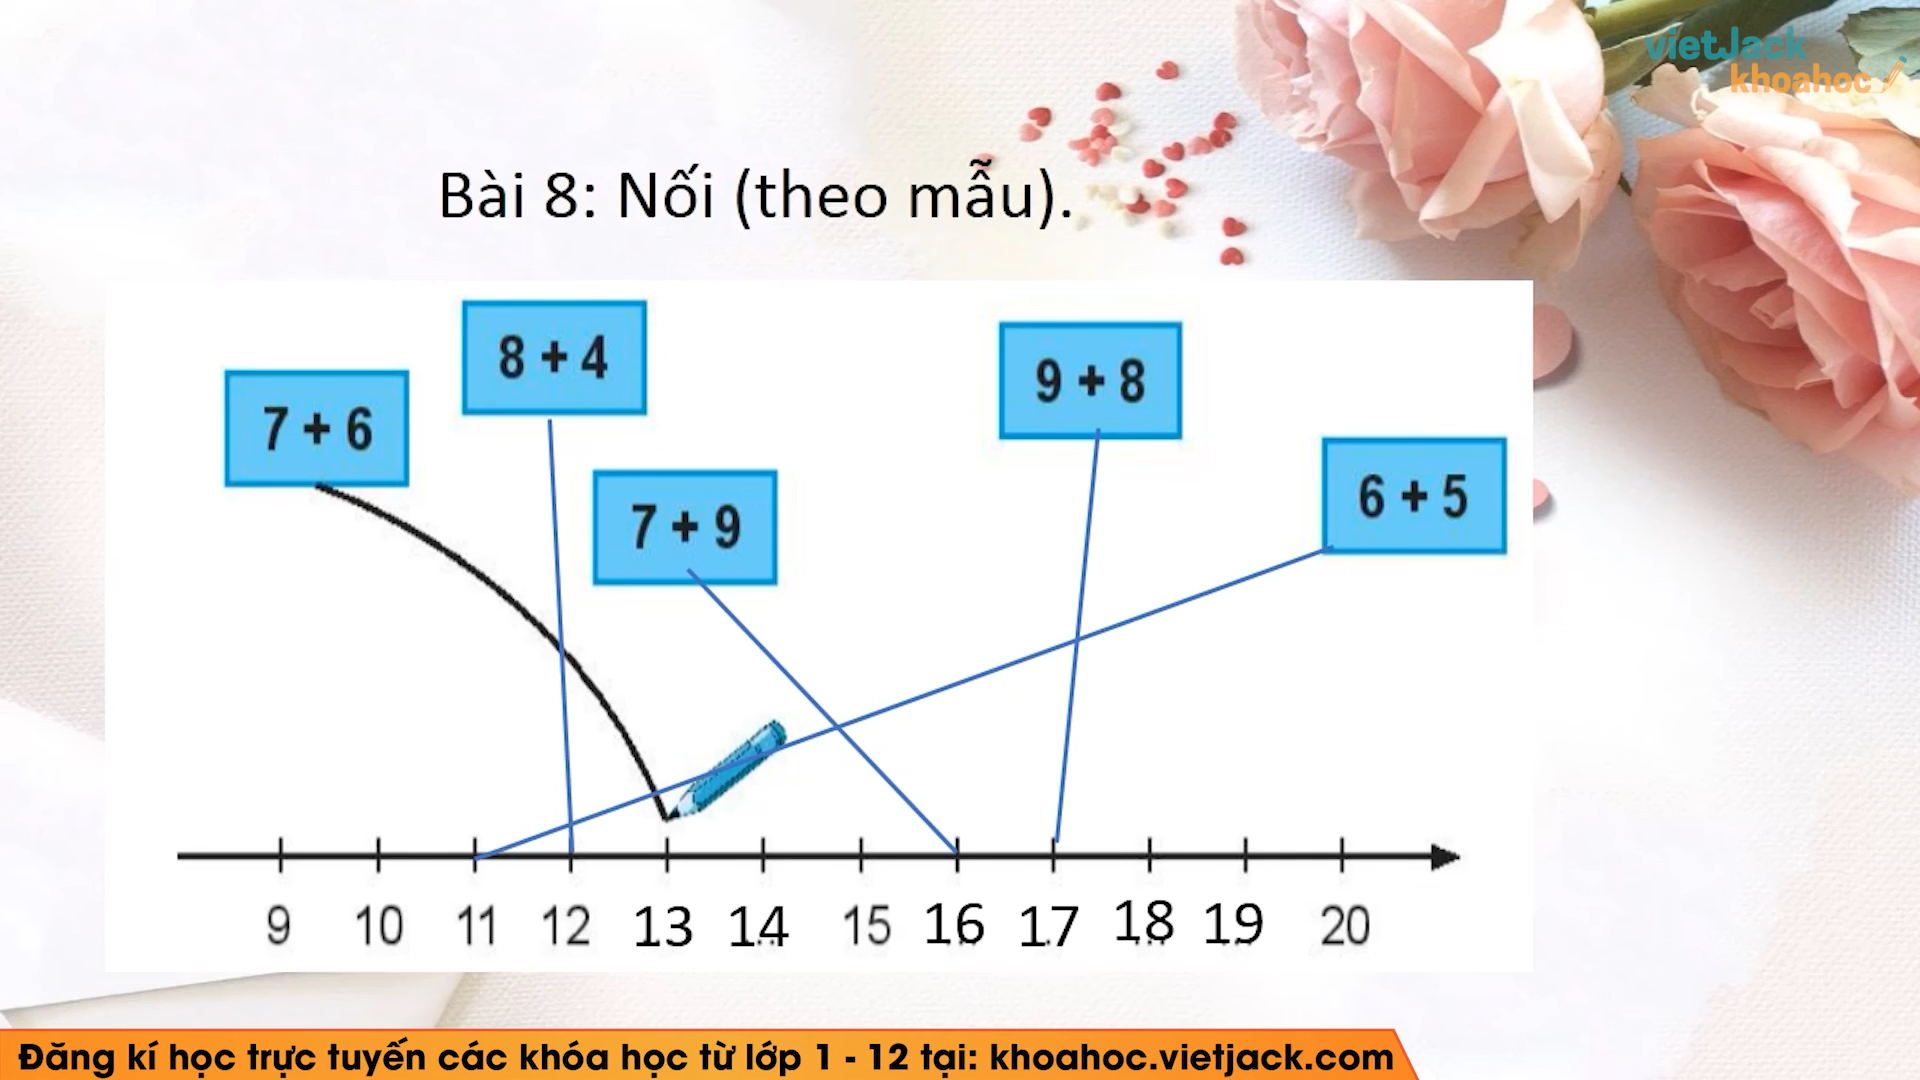 vietJack
khoahoc
Bài 8: Nối (theo mẫu).
8 + 4
9 + 8
7 + 6
6 + 5
7 + 9
9 10 11 12 13 14 15 16 17 18 19 20
Đăng kí học trực tuyến các khóa học từ lớp 1 - 12 tại: khoahoc.vietjack.com